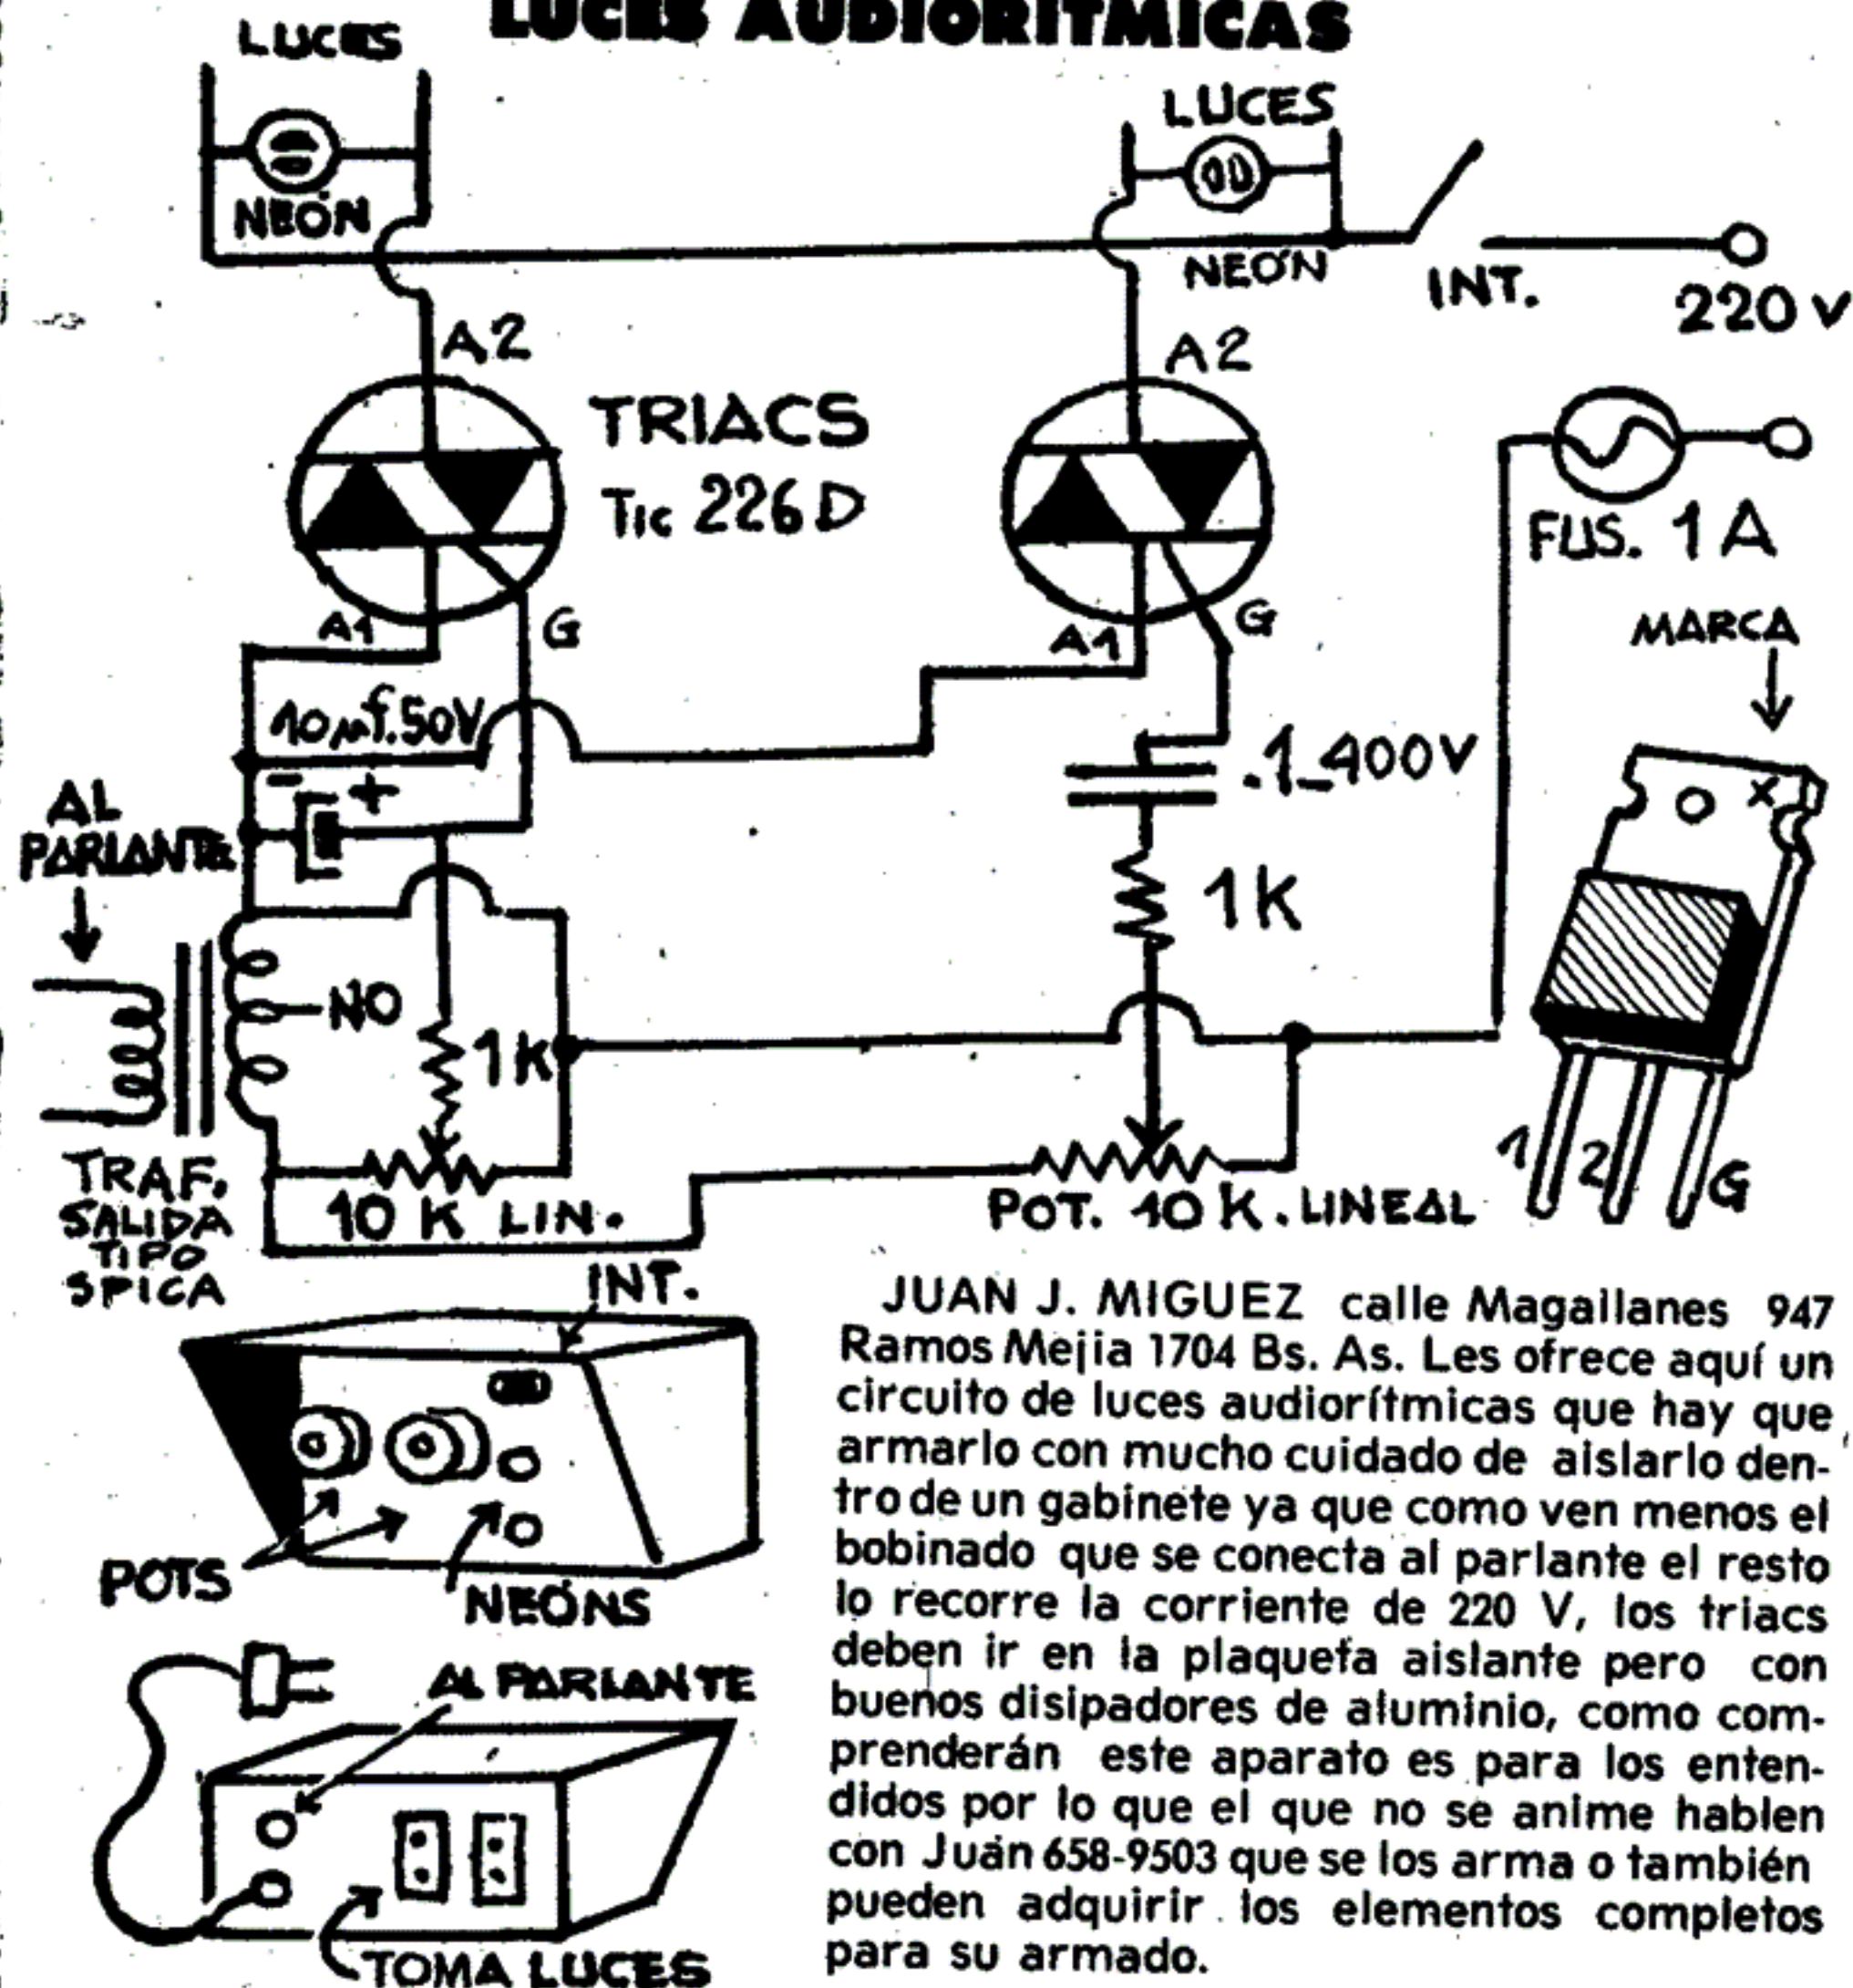 LUCES AUDIORITMICAS
LUCES
NEÓN
LUCES
NEÓN
INT.
220 V
A2
A2
TRIACS
Tic 226 D
FUS. 1 A
A1
G
A1
G
MARCA
10 μf. 50V
- +
.1_400V
X
AL
PARLANTE
1K
NO
1K
1 2 G
TRAF.
SALIDA
TIPO
SPICA
10 K LIN.
POT. 10 K. LINEAL
INT.
POTS
NEÓNS
AL PARLANTE
TOMA LUCES
JUAN J. MIGUEZ calle Magallanes 947
Ramos Mejia 1704 Bs. As. Les ofrece aquí un
circuito de luces audiorítmicas que hay que
armarlo con mucho cuidado de aislarlo den-
tro de un gabinete ya que como ven menos el
bobinado que se conecta al parlante el resto
lo recorre la corriente de 220 V, los triacs
deben ir en la plaqueta aislante pero con
buenos disipadores de aluminio, como com-
prenderán este aparato es para los enten-
didos por lo que el que no se anime hablen
con Juan 658-9503 que se los arma o también
pueden adquirir los elementos completos
para su armado.